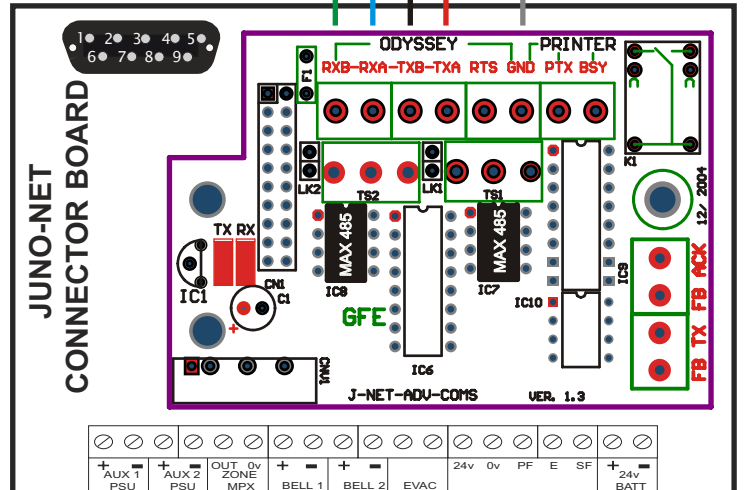 1 2 3 4 5
6 7 8 9
JUNO-NET
CONNECTOR BOARD
ODYSSEY
PRINTER
F1
RXB-RXA-TXB-TXA RTS GND PTX BSY
K1
LK2
TS2
LK1
TS1
12/ 2004
TX RX
MAX 485
MAX 485
IC1
CN1
C1
+
IC8
IC7
IC10
IC9
FB ACK
FB TX
GFE
IC6
CNV1
J-NET-ADV-COMS
VER. 1.3
+ - + - OUT 0v + - + - 24v 0v PF E SF + -
AUX 1 PSU
AUX 2 PSU
ZONE MPX
BELL 1
BELL 2
EVAC
24v BATT